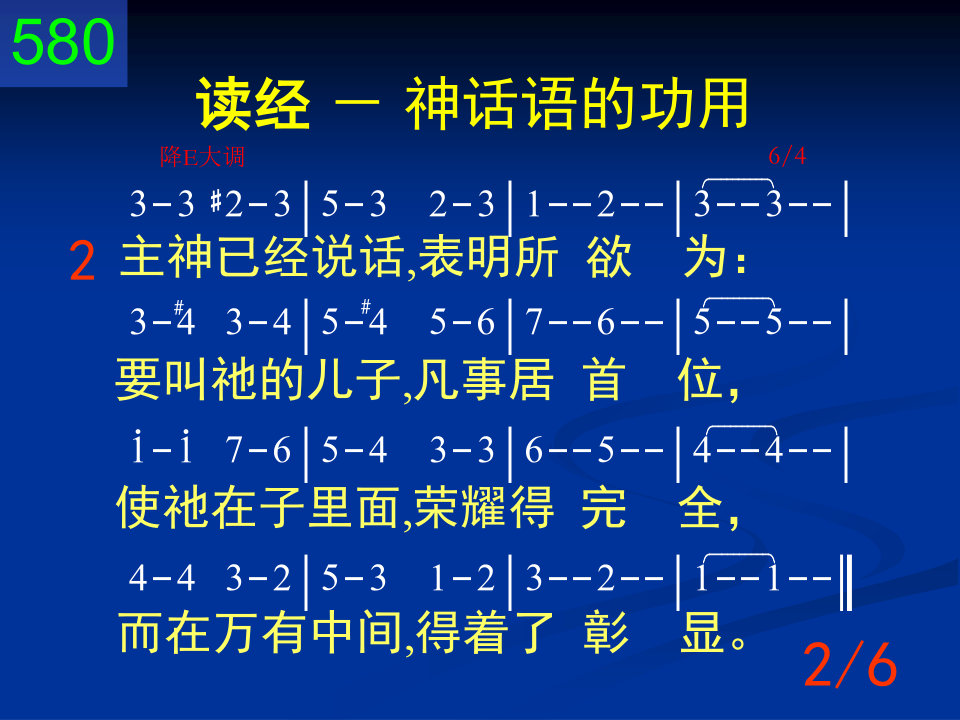 580
读经 － 神话语的功用
降E大调 6/4
3-3 #2-3|5-3 2-3|1--2--|3--3--|
2 主神已经说话,表明所 欲 为：
3-#4 3-4|5-#4 5-6|7--6--|5--5--|
要叫祂的儿子,凡事居 首 位，
i-i 7-6|5-4 3-3|6--5--|4--4--|
使祂在子里面,荣耀得 完 全，
4-4 3-2|5-3 1-2|3--2--|1--1--‖
而在万有中间,得着了 彰 显。
2/6